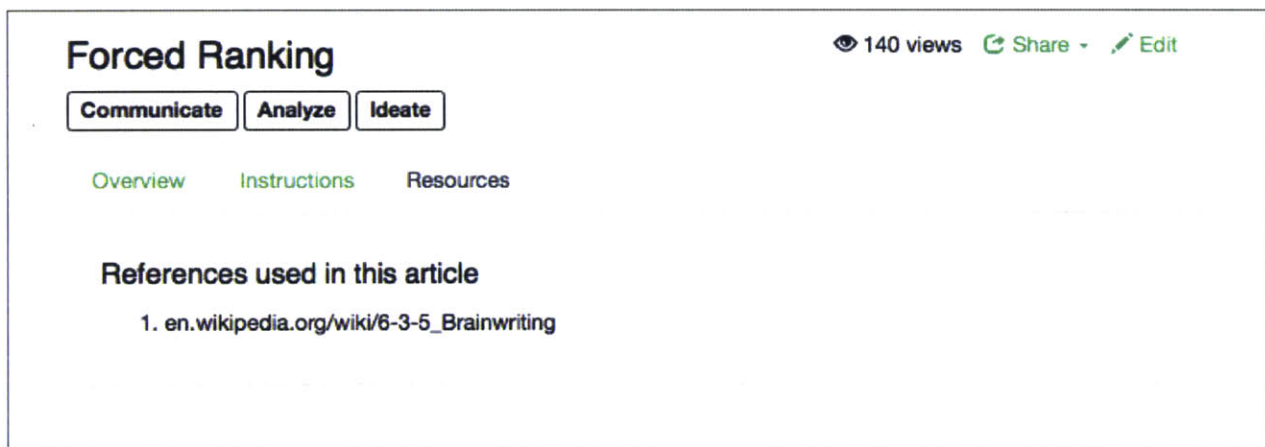 Forced Ranking
140 views Share Edit
Communicate Analyze Ideate
Overview Instructions Resources
References used in this article
1. en.wikipedia.org/wiki/6-3-5_Brainwriting